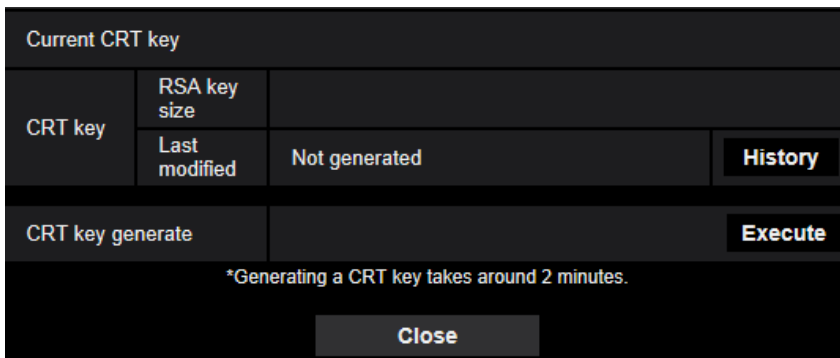 Current CRT key
CRT key
RSA key
size
Last
modified
Not generated
History
CRT key generate
Execute
*Generating a CRT key takes around 2 minutes.
Close